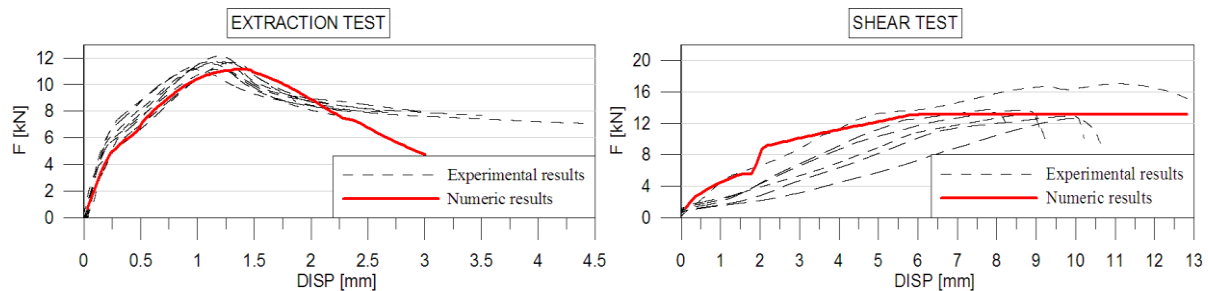 EXTRACTION TEST
12
10
8
6
4
2
0
F [kN]
Experimental results
Numeric results
0 0.5 1 1.5 2 2.5 3 3.5 4 4.5
DISP [mm]
SHEAR TEST
20
16
12
8
4
0
F [kN]
Experimental results
Numeric results
0 1 2 3 4 5 6 7 8 9 10 11 12 13
DISP [mm]